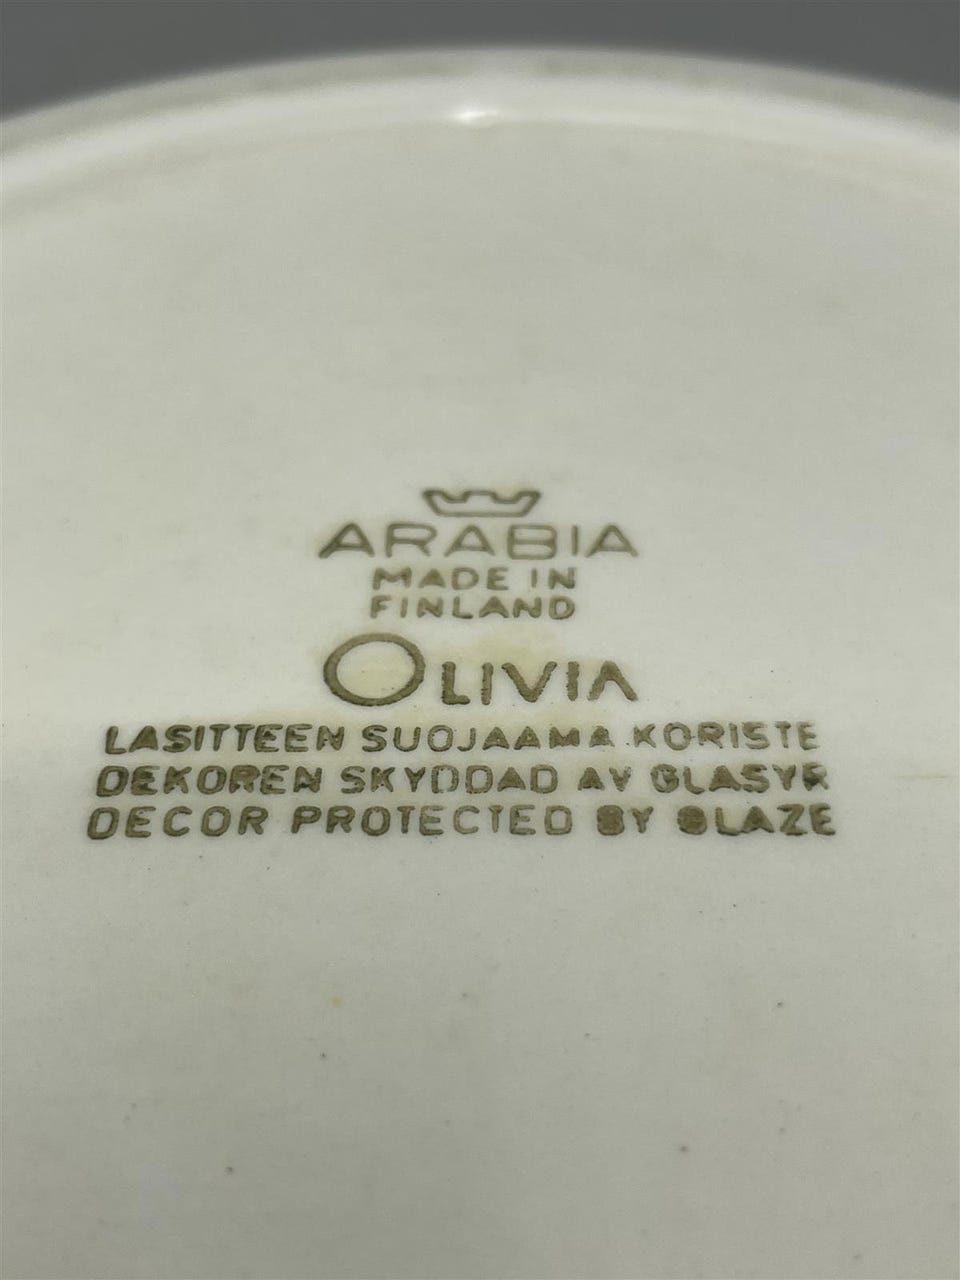 ARABIA
MADE IN
FINLAND
OLIVIA
LASITTEEN SUOJAAMA KORISTE
DEKOREN SKYDDAD AV GLASYR
DECOR PROTECTED BY GLAZE